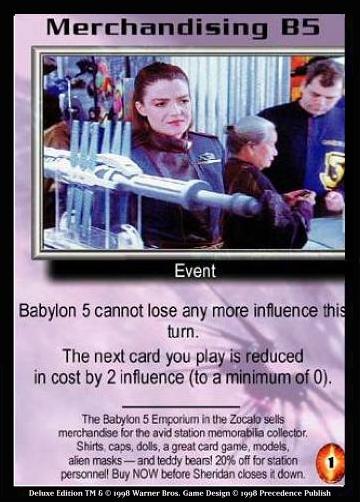 Merchandising B5
Event
Babylon 5 cannot lose any more influence this
turn.
The next card you play is reduced
in cost by 2 influence (to a minimum of 0).
The Babylon 5 Emporium in the Zocalo sells
merchandise for the avid station memorabilia collector.
Shirts, caps, dolls, a great card game, models,
alien masks — and teddy bears! 20% off for station
personnel! Buy NOW before Sheridan closes it down.
1
Deluxe Edition TM & © 1998 Warner Bros. Game Design © 1998 Precedence Publish